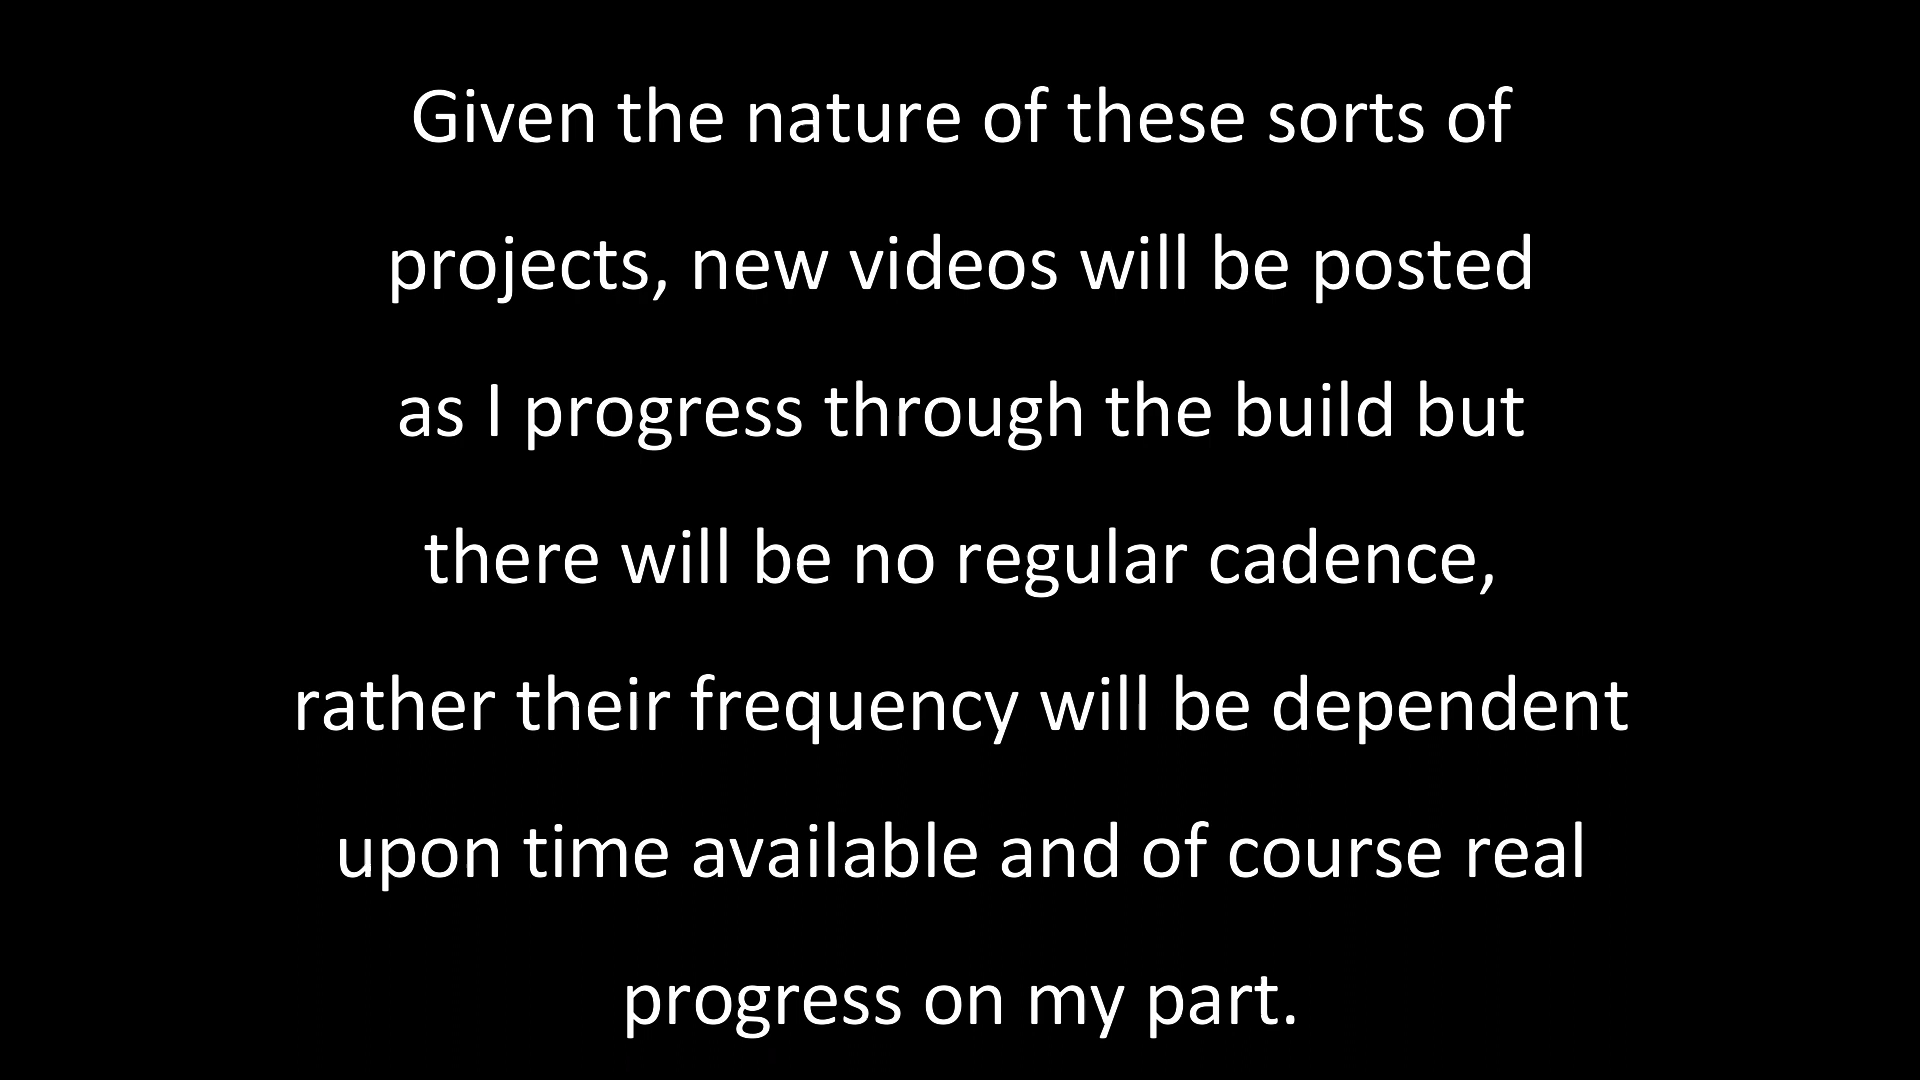 Given the nature of these sorts of
projects, new videos will be posted
as I progress through the build but
there will be no regular cadence,
rather their frequency will be dependent
upon time available and of course real
progress on my part.